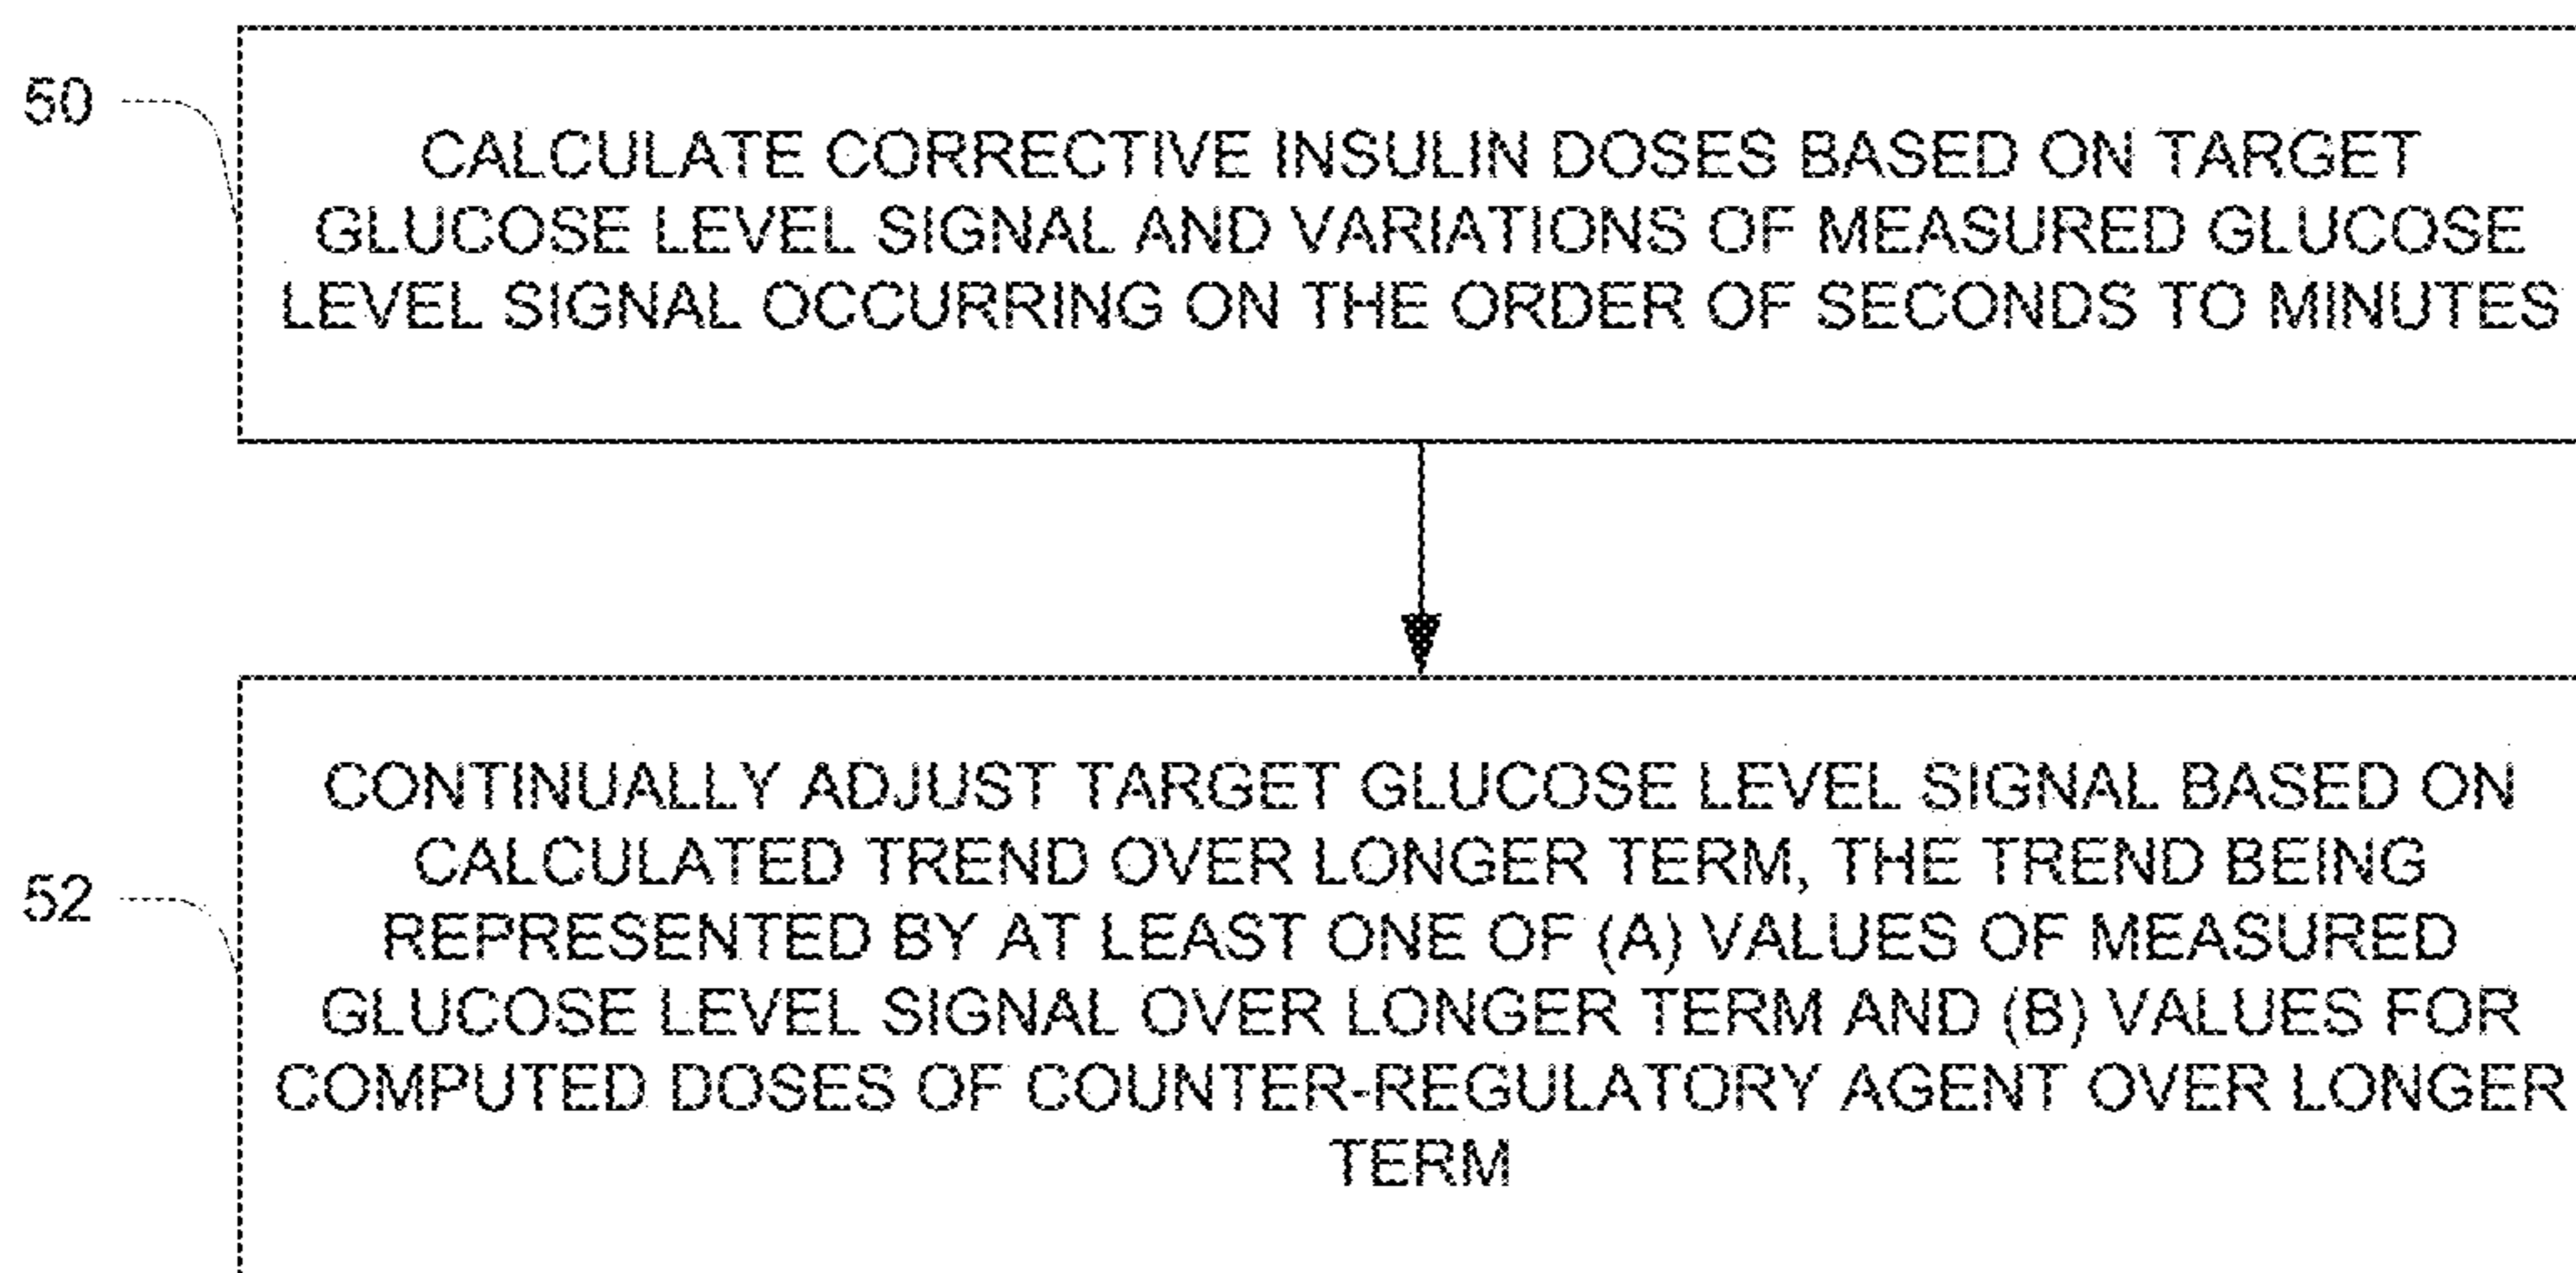 50
CALCULATE CORRECTIVE INSULIN DOSES BASED ON TARGET
GLUCOSE LEVEL SIGNAL AND VARIATIONS OF MEASURED GLUCOSE
LEVEL SIGNAL OCCURRING ON THE ORDER OF SECONDS TO MINUTES
52
CONTINUALLY ADJUST TARGET GLUCOSE LEVEL SIGNAL BASED ON
CALCULATED TREND OVER LONGER TERM, THE TREND BEING
REPRESENTED BY AT LEAST ONE OF (A) VALUES OF MEASURED
GLUCOSE LEVEL SIGNAL OVER LONGER TERM AND (B) VALUES FOR
COMPUTED DOSES OF COUNTER-REGULATORY AGENT OVER LONGER
TERM